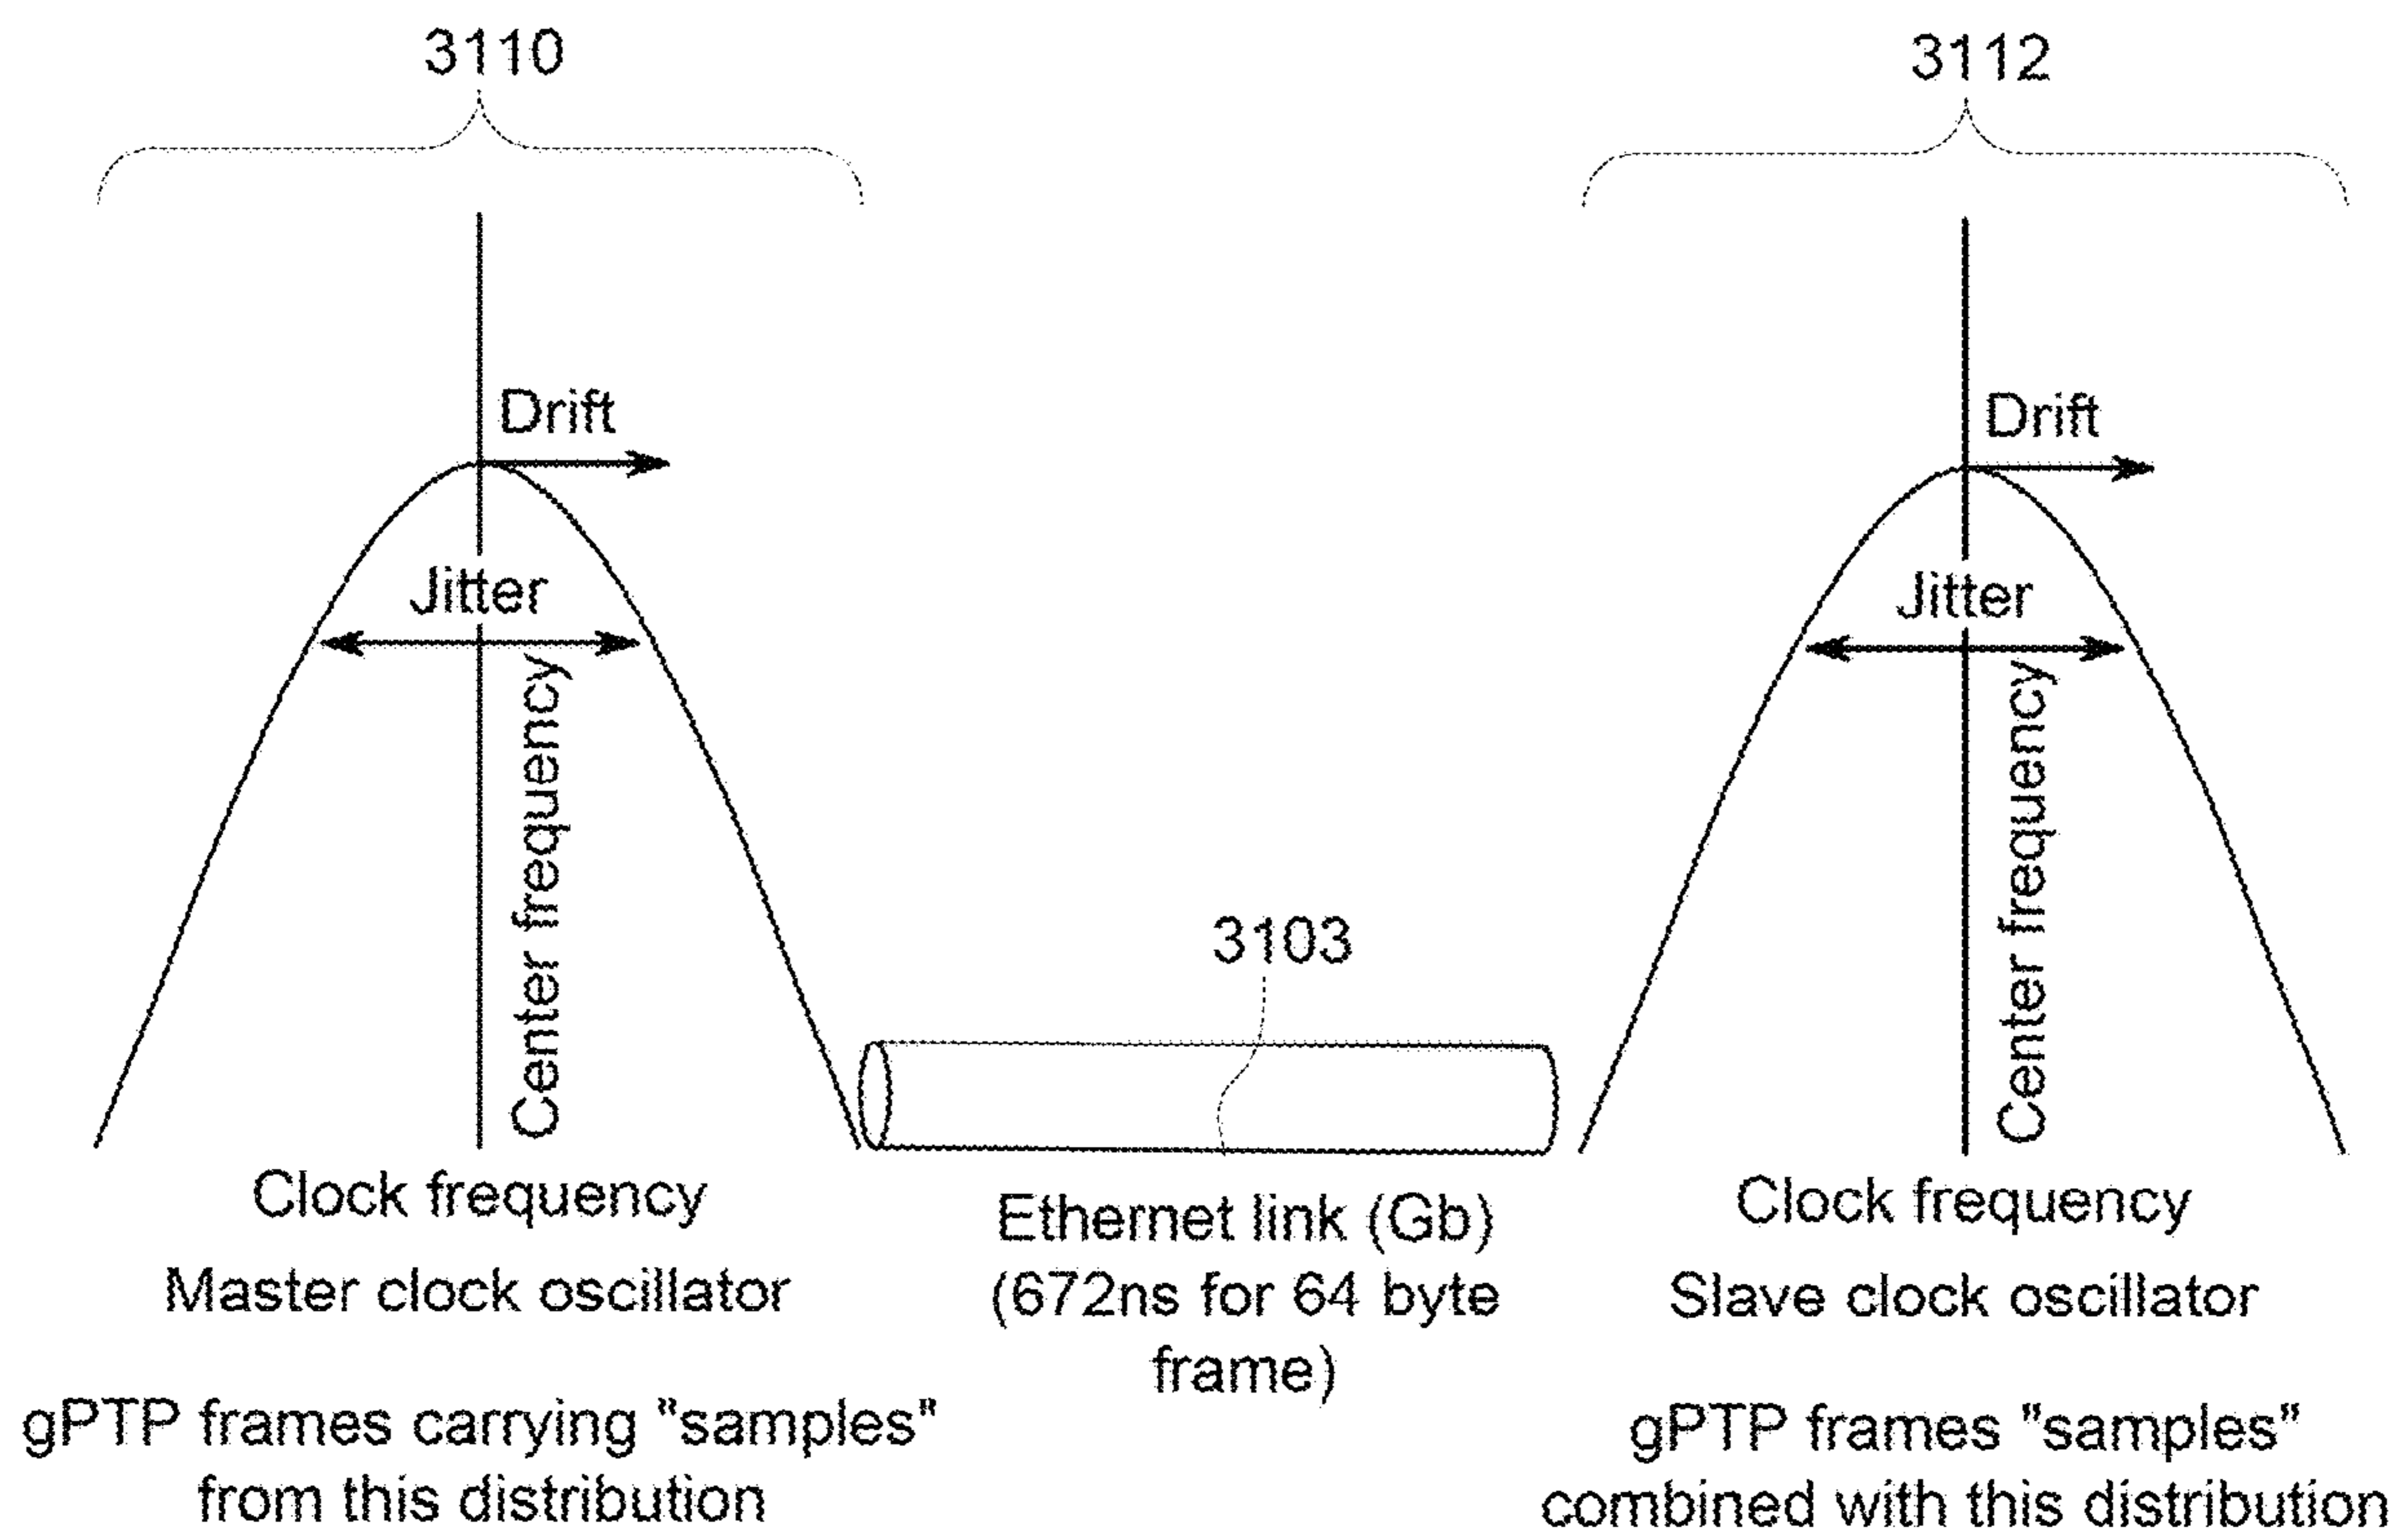 3110
3112
Drift
Drift
Jitter
Jitter
Center frequency
Center frequency
3103
Clock frequency
Master clock oscillator
gPTP frames carrying "samples"
from this distribution
Ethernet link (Gb)
(672ns for 64 byte
frame)
Clock frequency
Slave clock oscillator
gPTP frames "samples"
combined with this distribution